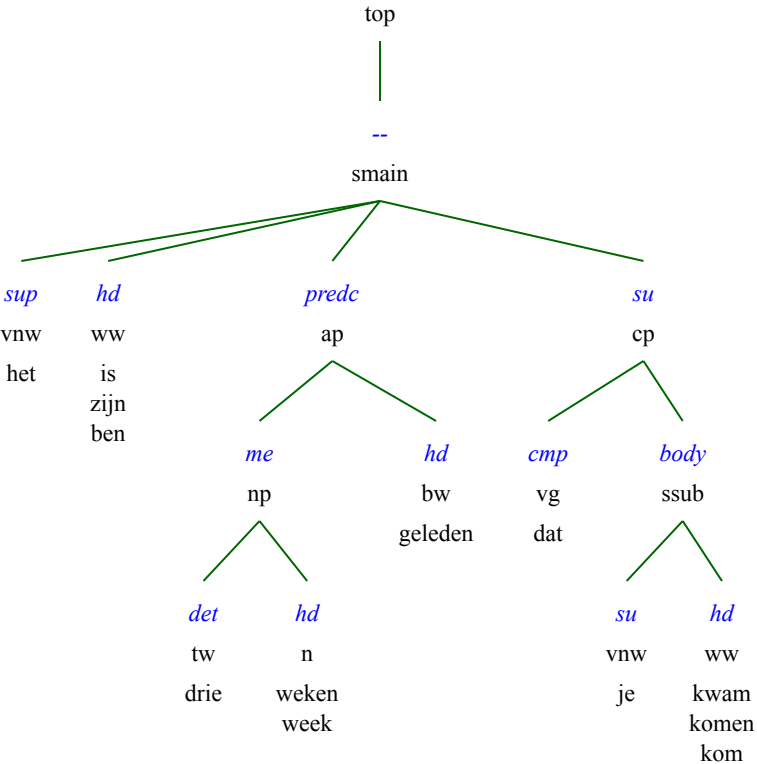 top
--
smain
sup hd predc su
vnw ww ap cp
het is
zijn
ben
me hd cmp body
np bw vg ssub
geleden dat
det hd su hd
tw n vnw ww
drie weken je kwam
week komen
kom